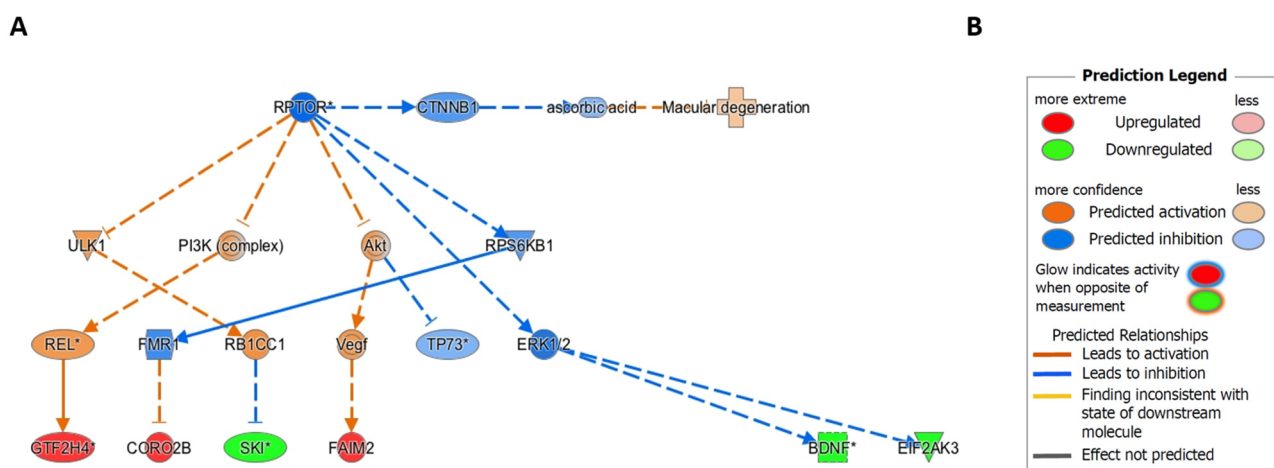 A
B
RPTOR*
CTNNB1
ascorbic acid
Macular degeneration
ULK1
PI3K (complex)
Akt
RPS6KB1
REL*
FMR1
RB1CC1
Vegf
TP73*
ERK1/2
GTF2H4*
CORO2B
SKI*
FAIM2
BDNF*
EIF2AK3
Prediction Legend
more extreme less
Upregulated
Downregulated
more confidence less
Predicted activation
Predicted inhibition
Glow indicates activity
when opposite of
measurement
Predicted Relationships
Leads to activation
Leads to inhibition
Finding inconsistent with
state of downstream
molecule
Effect not predicted